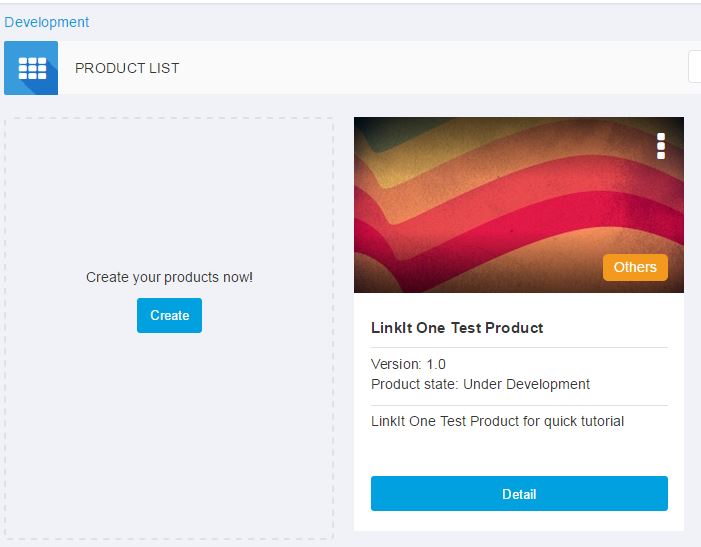 Development
PRODUCT LIST
Create your products now!
Create
Others
LinkIt One Test Product
Version: 1.0
Product state: Under Development
LinkIt One Test Product for quick tutorial
Detail